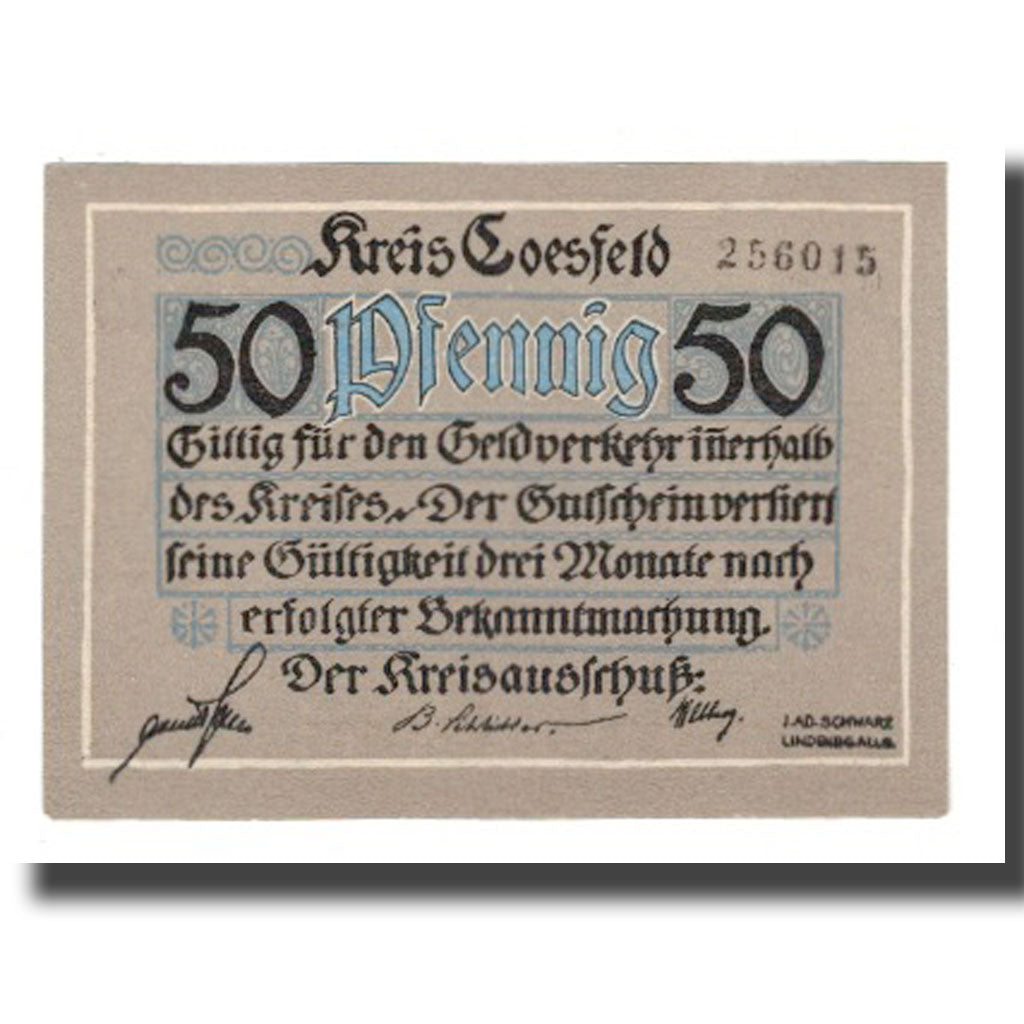 Kreis Coesfeld 256015
50 Pfennig 50
Gültig für den Geldverkehr iñerhalb
des Kreises~Der Gutschein verliert
seine Gültigkeit drei Monate nach
erfolgter Bekanntmachung.
Der Kreisausschuß:
J.AD. SCHWARZ
LINDENBG. ALLG.